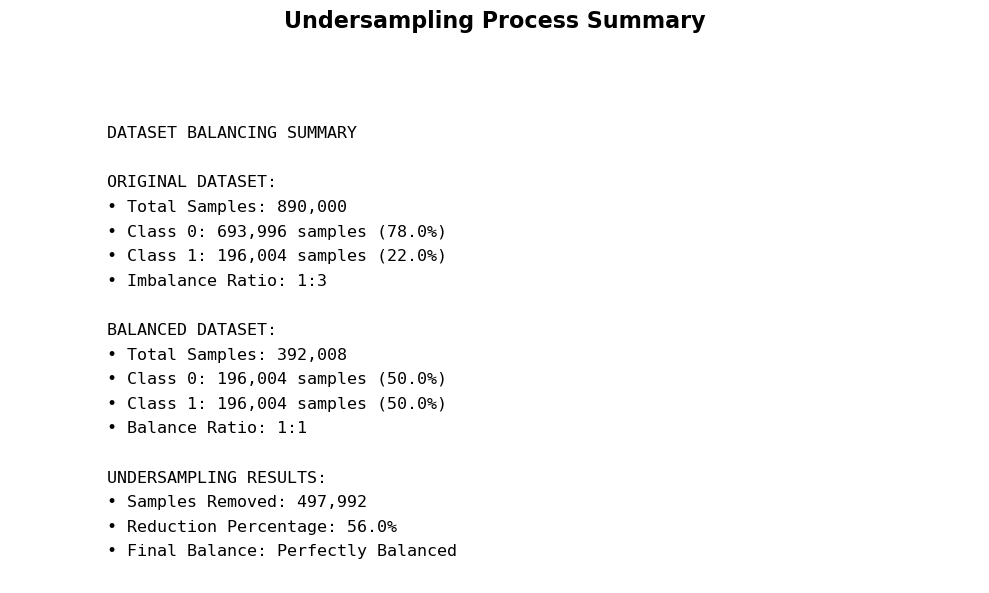 Undersampling Process Summary
DATASET BALANCING SUMMARY
ORIGINAL DATASET:
• Total Samples: 890,000
• Class 0: 693,996 samples (78.0%)
• Class 1: 196,004 samples (22.0%)
• Imbalance Ratio: 1:3
BALANCED DATASET:
• Total Samples: 392,008
• Class 0: 196,004 samples (50.0%)
• Class 1: 196,004 samples (50.0%)
• Balance Ratio: 1:1
UNDERSAMPLING RESULTS:
• Samples Removed: 497,992
• Reduction Percentage: 56.0%
• Final Balance: Perfectly Balanced